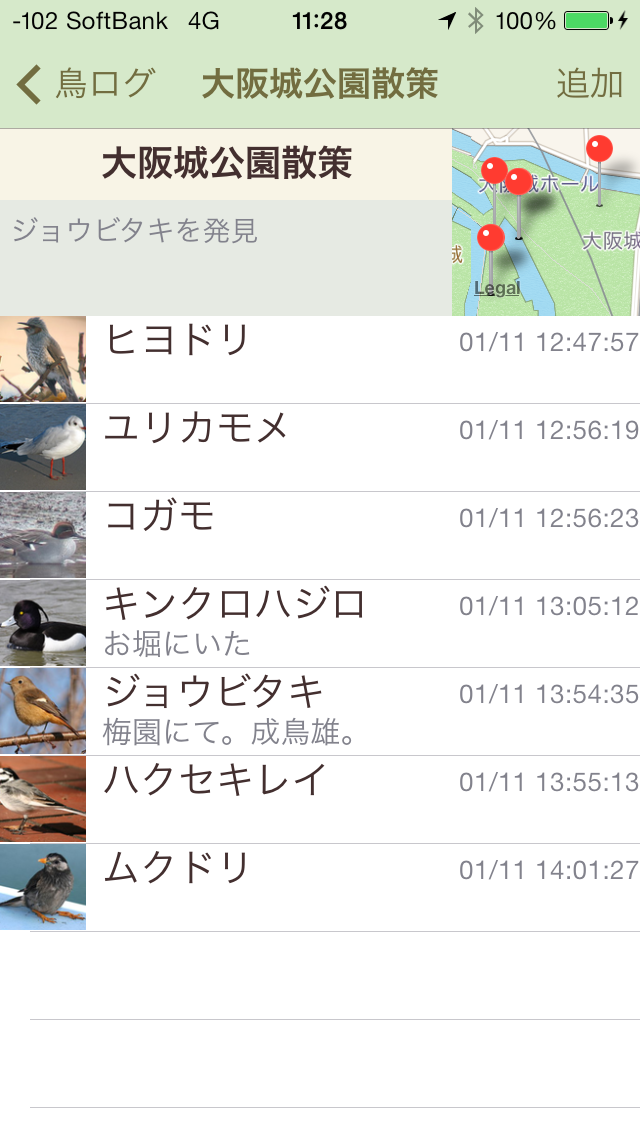 -102 SoftBank 4G 11:28 100%
鳥ログ 大阪城公園散策 追加
大阪城公園散策
ジョウビタキを発見
大阪城ホール
大阪城
城
Legal
ヒヨドリ 01/11 12:47:57
ユリカモメ 01/11 12:56:19
コガモ 01/11 12:56:23
キンクロハジロ 01/11 13:05:12
お堀にいた
ジョウビタキ 01/11 13:54:35
梅園にて。成鳥雄。
ハクセキレイ 01/11 13:55:13
ムクドリ 01/11 14:01:27